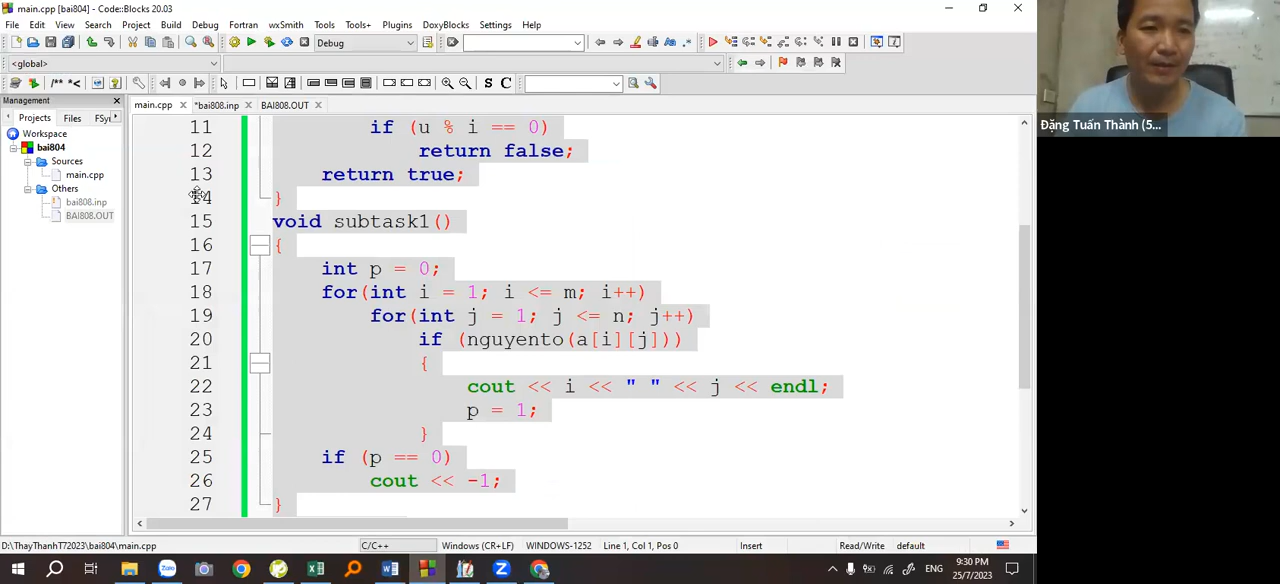 main.cpp [bai804] - Code::Blocks 20.03
File Edit View Search Project Build Debug Fortran wxSmith Tools Tools+ Plugins DoxyBlocks Settings Help
Debug
<global>
/** *< S C
Management
main.cpp *bai808.inp BAI808.OUT
Projects Files FSy
Workspace
bai804
Sources
main.cpp
Others
bai808.inp
BAI808.OUT
11 if (u % i == 0)
12 return false;
13 return true;
14 }
15 void subtask1()
16 {
17 int p = 0;
18 for(int i = 1; i <= m; i++)
19 for(int j = 1; j <= n; j++)
20 if (nguyento(a[i][j]))
21 {
22 cout << i << " " << j << endl;
23 p = 1;
24 }
25 if (p == 0)
26 cout << -1;
27 }
Đặng Tuấn Thành (5...
D:\ThayThanhT72023\bai804\main.cpp C/C++ Windows (CR+LF) WINDOWS-1252 Line 1, Col 1, Pos 0 Insert Read/Write default
Zalo ENG 9:30 PM
25/7/2023